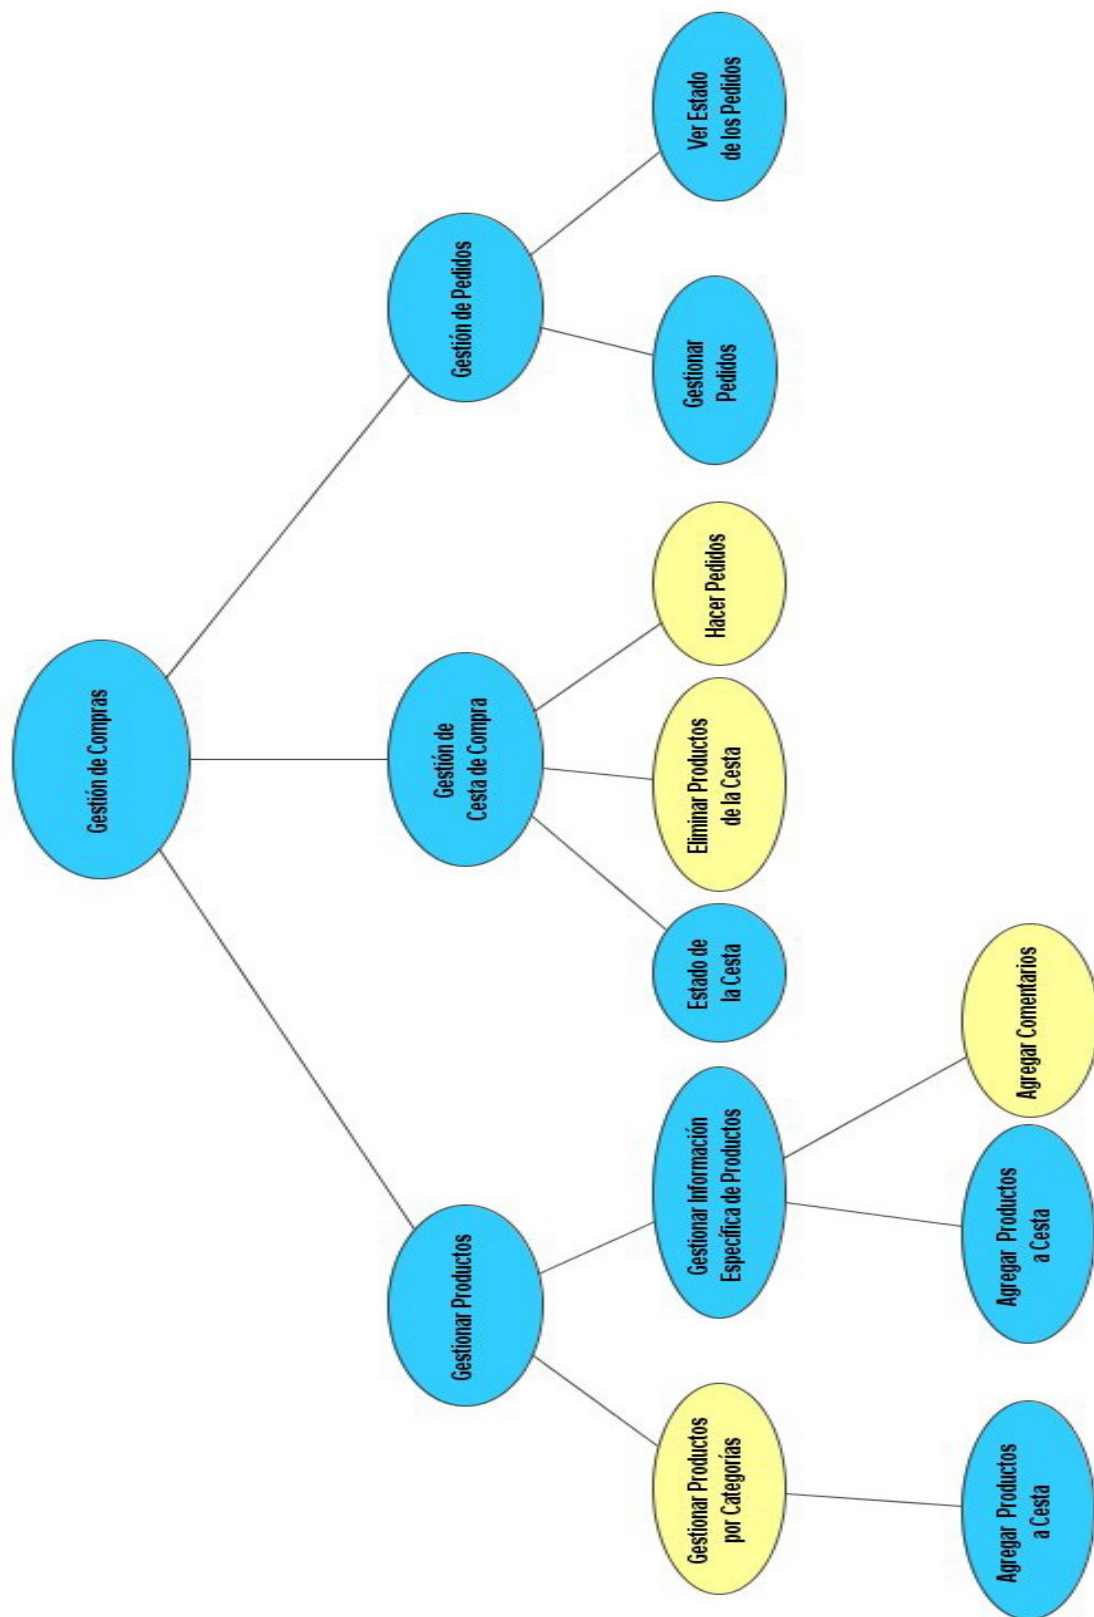 Gestión de Compras
Gestionar Productos
Gestión de
Cesta de Compra
Gestión de Pedidos
Gestionar Productos
por Categorías
Gestionar Información
Específica de Productos
Estado de
la Cesta
Eliminar Productos
de la Cesta
Hacer Pedidos
Gestionar
Pedidos
Ver Estado
de los Pedidos
Agregar Productos
a Cesta
Agregar Productos
a Cesta
Agregar Comentarios